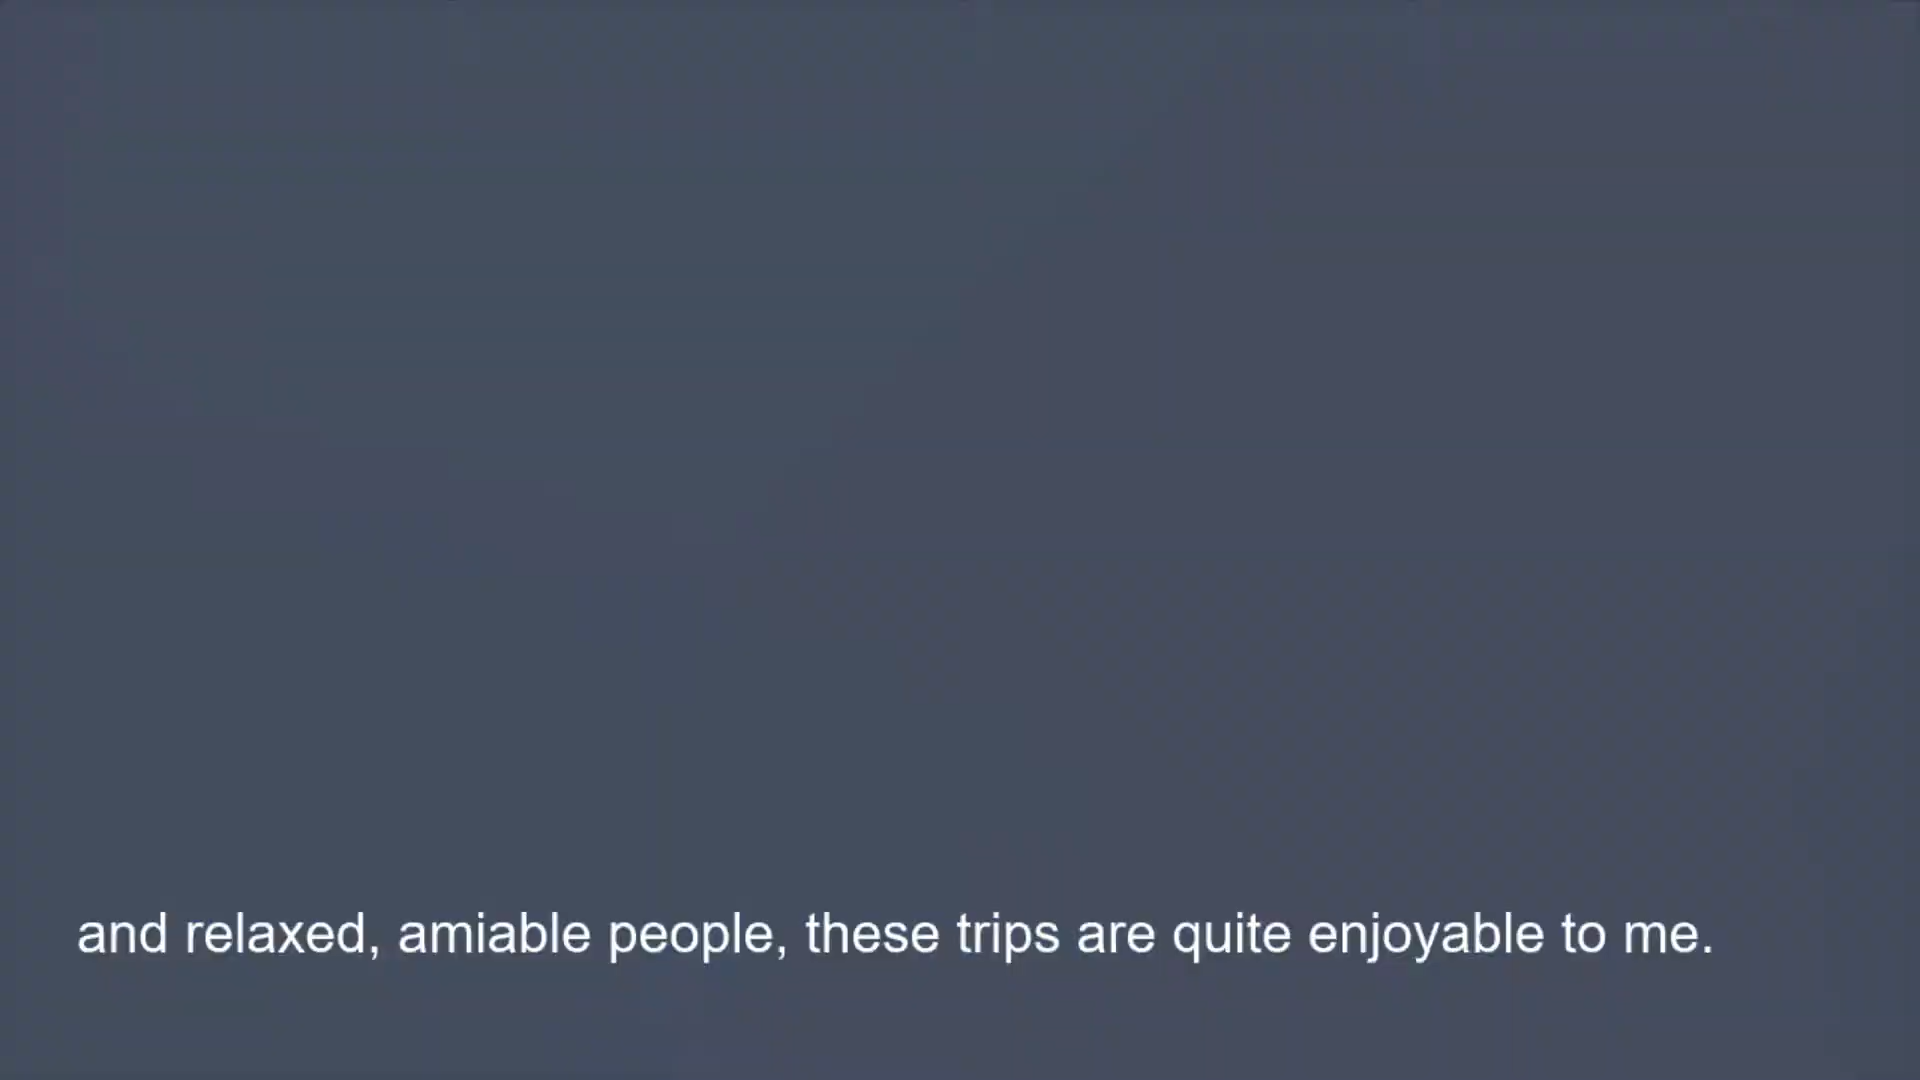 and relaxed, amiable people, these trips are quite enjoyable to me.